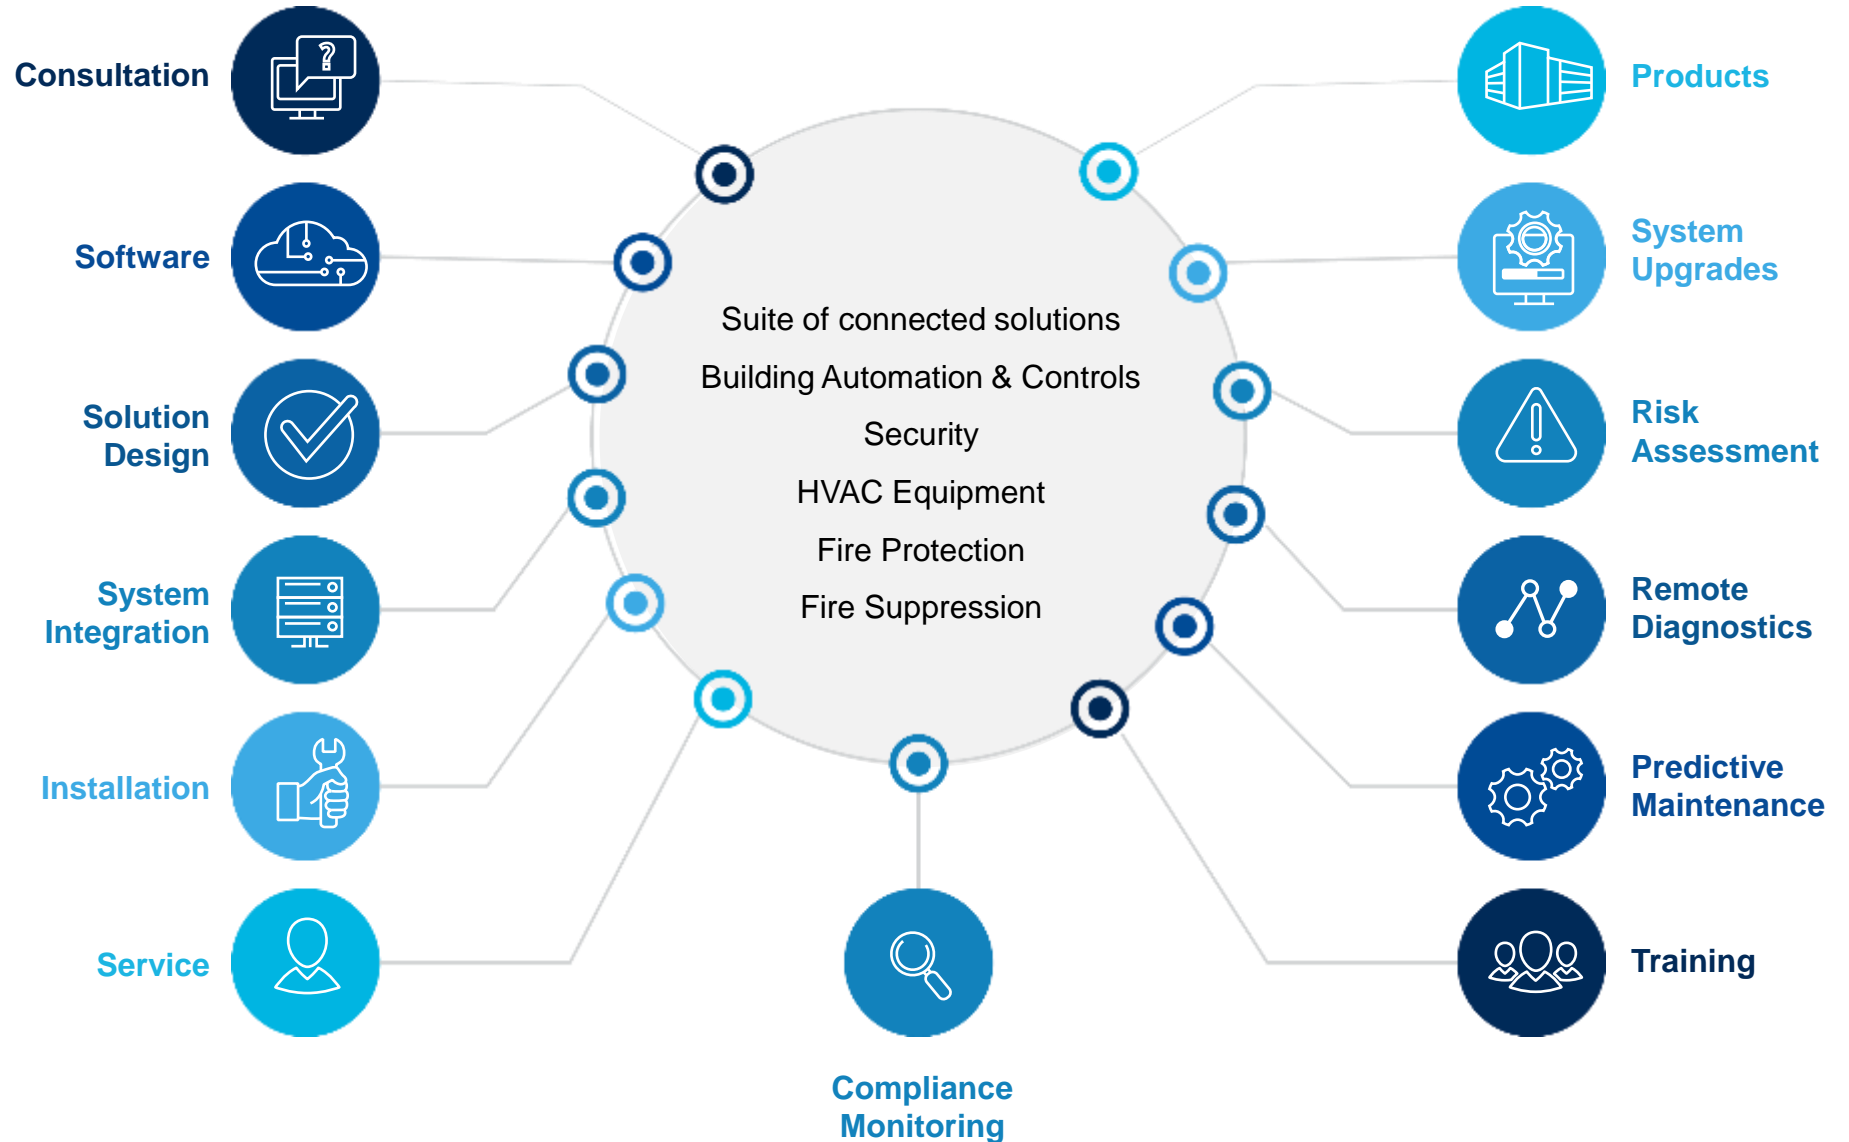 Consultation
Software
Solution
Design
System
Integration
Installation
Service
?
Suite of connected solutions
Building Automation & Controls
Security
HVAC Equipment
Fire Protection
Fire Suppression
Compliance
Monitoring
Products
System
Upgrades
Risk
Assessment
Remote
Diagnostics
Predictive
Maintenance
Training